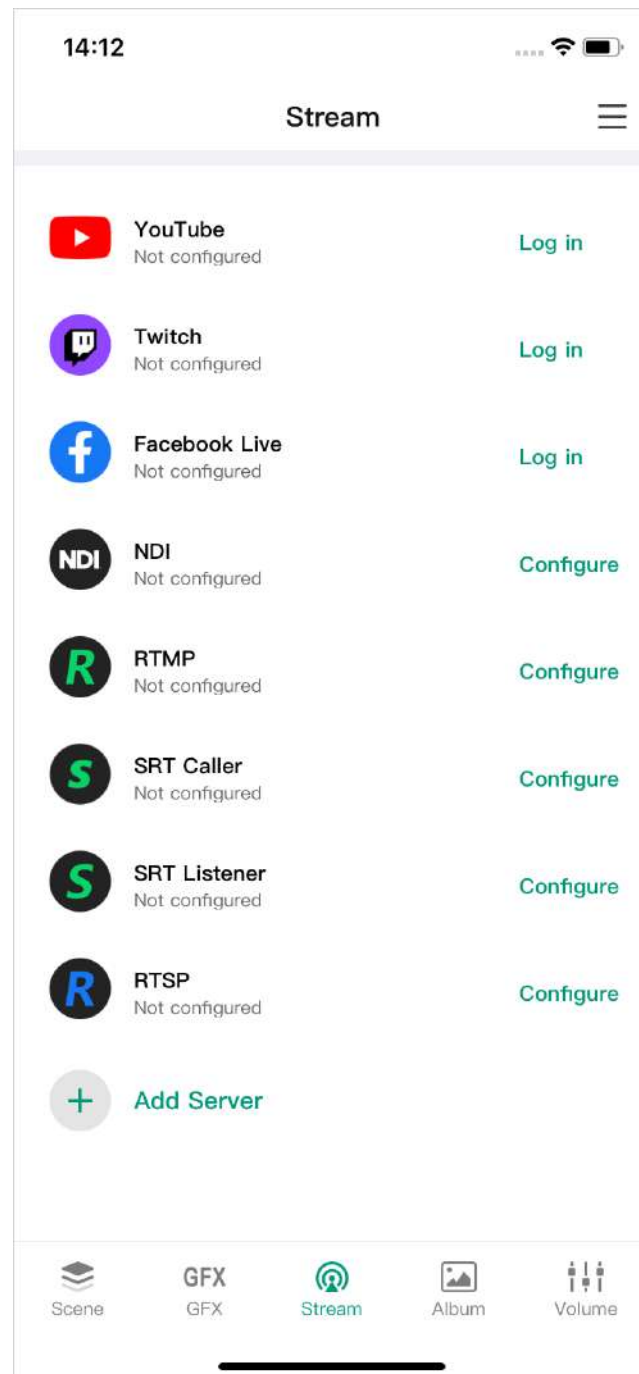 14:12
Stream
YouTube
Not configured
Log in
Twitch
Not configured
Log in
Facebook Live
Not configured
Log in
NDI
NDI
Not configured
Configure
R
RTMP
Not configured
Configure
S
SRT Caller
Not configured
Configure
S
SRT Listener
Not configured
Configure
R
RTSP
Not configured
Configure
+ Add Server
GFX
Scene
GFX
Stream
Album
Volume